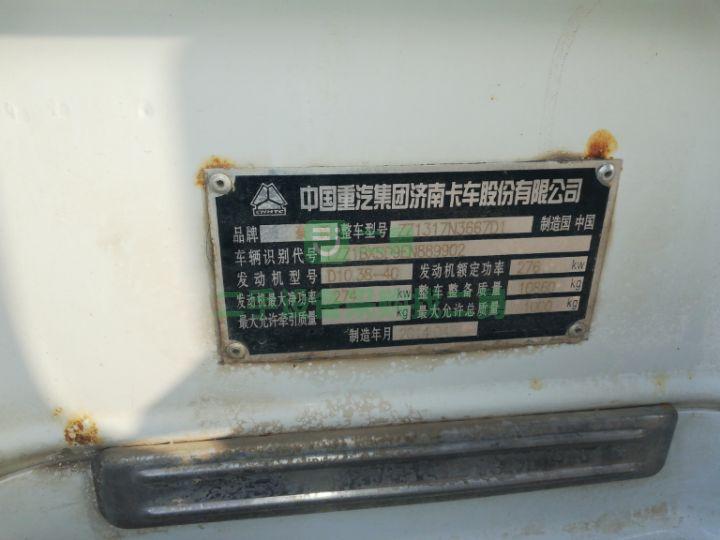 CNHTC
中国重汽集团济南卡车股份有限公司
品牌 整车型号 ZZ1317N3667D1 制造国 中国
车辆识别代号
发动机型号 D10.38-40 发动机额定功率 276 kw
发动机最大净功率 274 kw 整车整备质量 10860 kg
最大允许牵引质量 kg 最大允许总质量 kg
制造年月